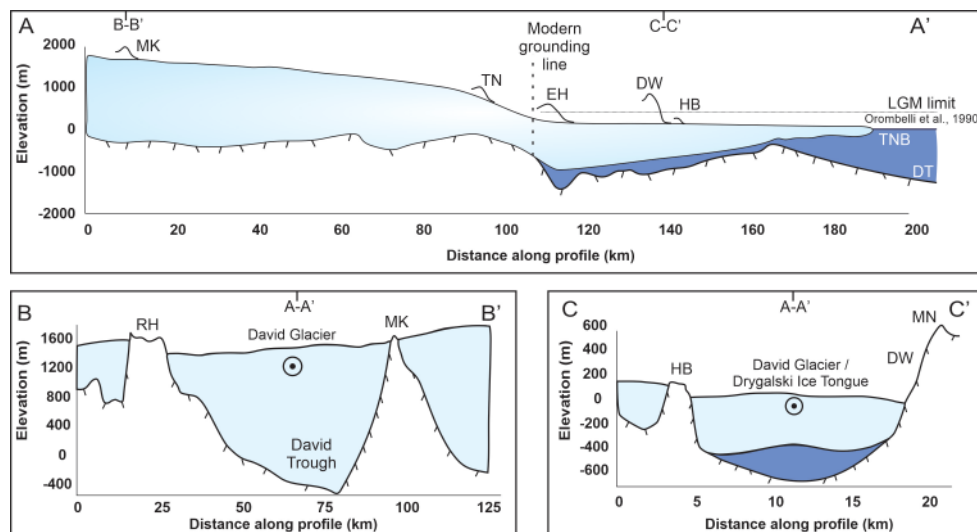 A
B-B'
C-C'
A'
Modern
grounding
line
MK
TN
EH
DW
HB
LGM limit
Orombelli et al., 1990
TNB
DT
Elevation (m)
2000
1000
0
-1000
-2000
0 20 40 60 80 100 120 140 160 180 200
Distance along profile (km)
B
A-A'
B'
RH
David Glacier
MK
David
Trough
Elevation (m)
1600
1200
800
400
0
-400
0 25 50 75 100 125
Distance along profile (km)
C
A-A'
C'
MN
HB
David Glacier /
Drygalski Ice Tongue
DW
Elevation (m)
600
400
200
0
-200
-400
-600
0 5 10 15 20
Distance along profile (km)